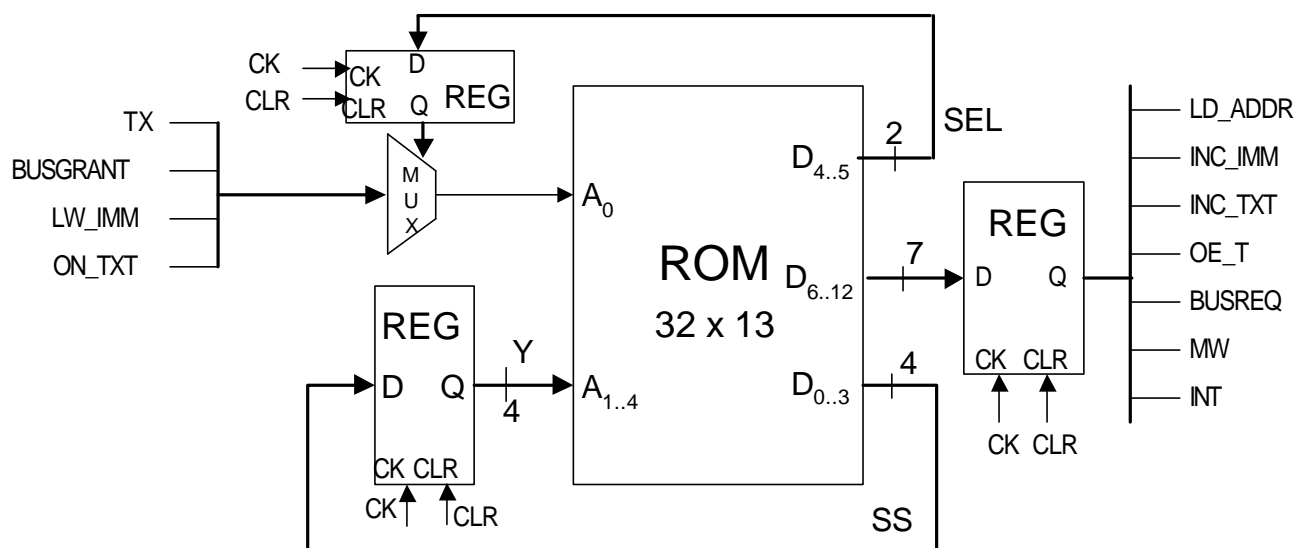 CK
CLR
D
CK
CLR
Q
REG
TX
BUSGRANT
LW_IMM
ON_TXT
MUX
A0
ROM
32 x 13
D4..5
2
SEL
D6..12
7
D0..3
4
SS
A1..4
Y
4
REG
D
Q
CK CLR
CK
CLR
REG
D
Q
CK
CLR
CK
CLR
LD_ADDR
INC_IMM
INC_TXT
OE_T
BUSREQ
MW
INT